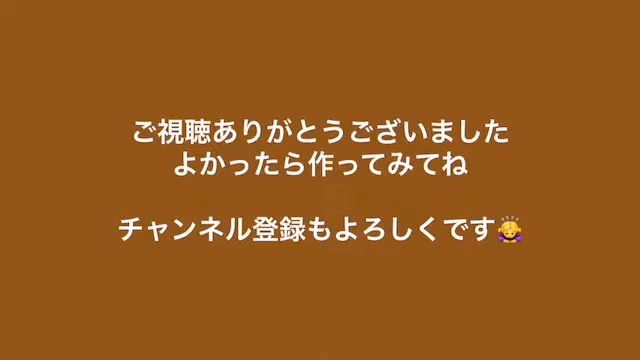 ご視聴ありがとうございました
よかったら作ってみてね
チャンネル登録もよろしくです🙇‍♀️